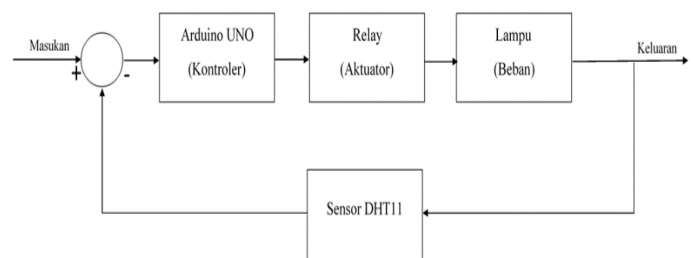 Masukan
+
-
Arduino UNO
(Kontroler)
Relay
(Aktuator)
Lampu
(Beban)
Keluaran
Sensor DHT11